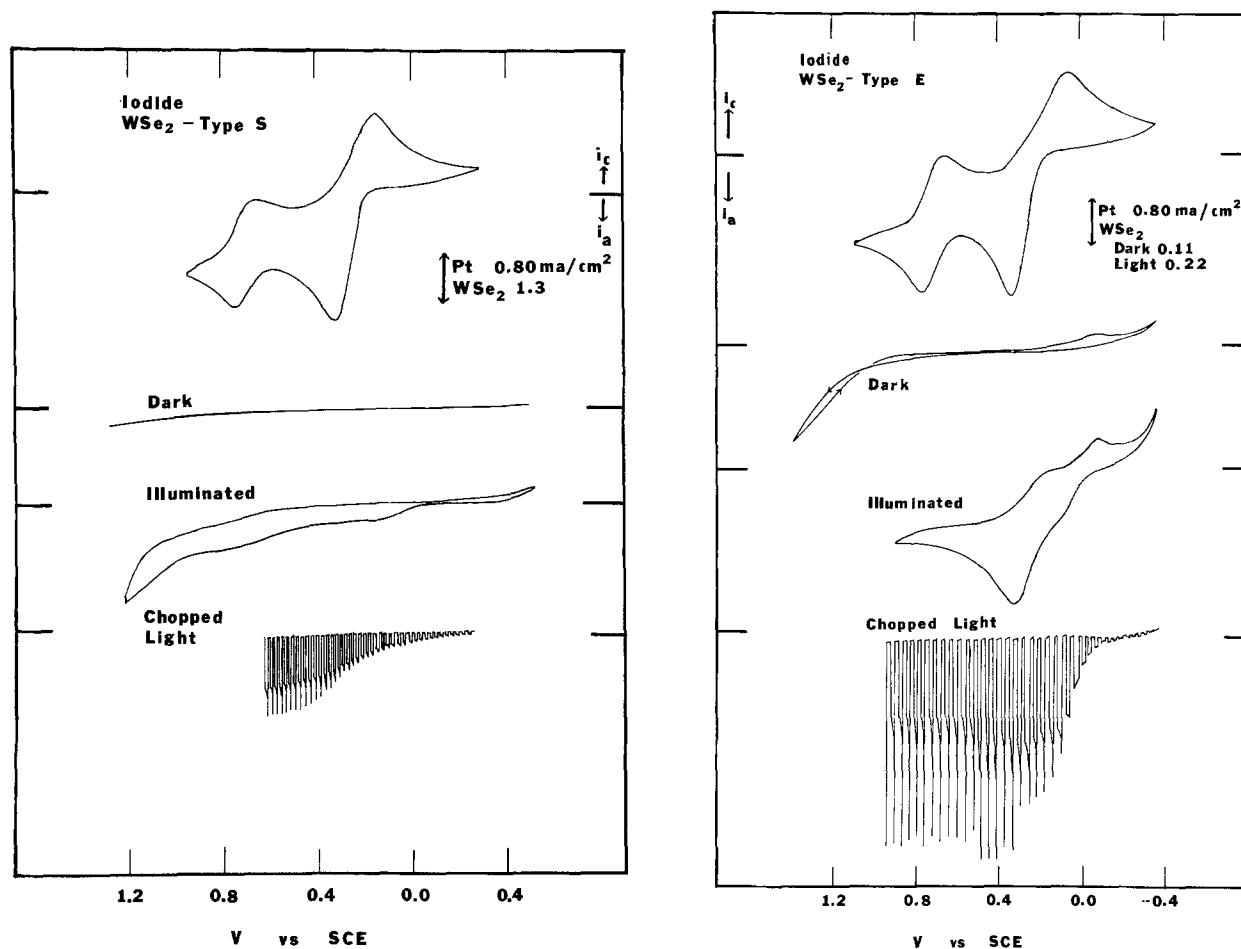 Iodide
WSe2 – Type S
ic
ia
Pt 0.80 ma/cm2
WSe2 1.3
Dark
Illuminated
Chopped
Light
1.2 0.8 0.4 0.0 0.4
V vs SCE
Iodide
WSe2 – Type E
ic
ia
Pt 0.80 ma/cm2
WSe2
Dark 0.11
Light 0.22
Dark
Illuminated
Chopped Light
1.2 0.8 0.4 0.0 -0.4
V vs SCE